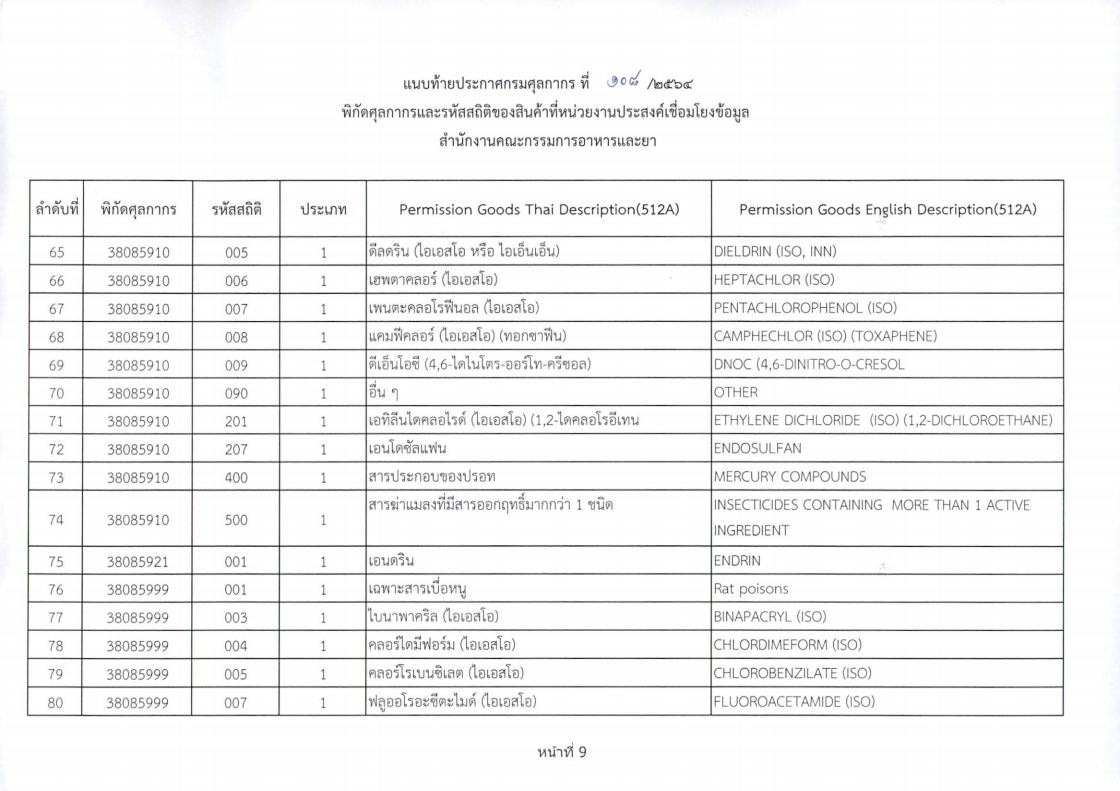 แนบท้ายประกาศกรมศุลกากร ที่ ๑๐๘ /๒๕๖๔
พิกัดศุลกากรและรหัสสถิติของสินค้าที่หน่วยงานประสงค์เชื่อมโยงข้อมูล
สำนักงานคณะกรรมการอาหารและยา
ลำดับที่ พิกัดศุลกากร รหัสสถิติ ประเภท Permission Goods Thai Description(512A) Permission Goods English Description(512A)
65 38085910 005 1 ดีลดริน (ไอเอสโอ หรือ ไอเอ็นเอ็น) DIELDRIN (ISO, INN)
66 38085910 006 1 เฮพตาคลอร์ (ไอเอสโอ) HEPTACHLOR (ISO)
67 38085910 007 1 เพนตะคลอโรฟีนอล (ไอเอสโอ) PENTACHLOROPHENOL (ISO)
68 38085910 008 1 แคมฟีคลอร์ (ไอเอสโอ) (ทอกซาฟีน) CAMPHECHLOR (ISO) (TOXAPHENE)
69 38085910 009 1 ดีเอ็นโอซี (4,6-ไดไนโตร-ออร์โท-ครีซอล) DNOC (4,6-DINITRO-O-CRESOL
70 38085910 090 1 อื่น ๆ OTHER
71 38085910 201 1 เอทิลีนไดคลอไรด์ (ไอเอสโอ) (1,2-ไดคลอโรอีเทน ETHYLENE DICHLORIDE (ISO) (1,2-DICHLOROETHANE)
72 38085910 207 1 เอนโดซัลแฟน ENDOSULFAN
73 38085910 400 1 สารประกอบของปรอท MERCURY COMPOUNDS
74 38085910 500 1 สารฆ่าแมลงที่มีสารออกฤทธิ์มากกว่า 1 ชนิด INSECTICIDES CONTAINING MORE THAN 1 ACTIVE
INGREDIENT
75 38085921 001 1 เอนดริน ENDRIN
76 38085999 001 1 เฉพาะสารเบื่อหนู Rat poisons
77 38085999 003 1 ไบนาพาคริล (ไอเอสโอ) BINAPACRYL (ISO)
78 38085999 004 1 คลอร์ไดมีฟอร์ม (ไอเอสโอ) CHLORDIMEFORM (ISO)
79 38085999 005 1 คลอร์โรเบนซิเลต (ไอเอสโอ) CHLOROBENZILATE (ISO)
80 38085999 007 1 ฟลูออโรอะซีตะไมด์ (ไอเอสโอ) FLUOROACETAMIDE (ISO)
หน้าที่ 9